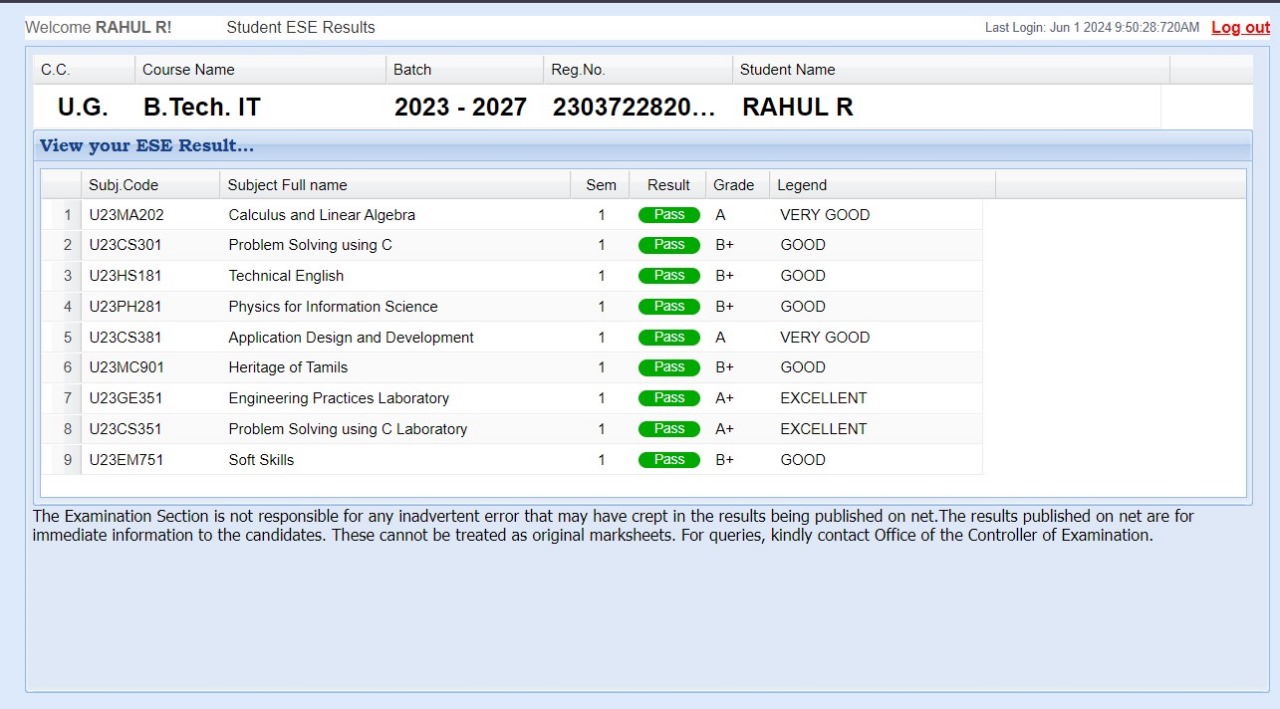 Welcome RAHUL R! Student ESE Results Last Login: Jun 1 2024 9:50:28:720AM Log out
C.C. Course Name Batch Reg.No. Student Name
U.G. B.Tech. IT 2023 - 2027 2303722820... RAHUL R
View your ESE Result...
Subj.Code Subject Full name Sem Result Grade Legend
1 U23MA202 Calculus and Linear Algebra 1 Pass A VERY GOOD
2 U23CS301 Problem Solving using C 1 Pass B+ GOOD
3 U23HS181 Technical English 1 Pass B+ GOOD
4 U23PH281 Physics for Information Science 1 Pass B+ GOOD
5 U23CS381 Application Design and Development 1 Pass A VERY GOOD
6 U23MC901 Heritage of Tamils 1 Pass B+ GOOD
7 U23GE351 Engineering Practices Laboratory 1 Pass A+ EXCELLENT
8 U23CS351 Problem Solving using C Laboratory 1 Pass A+ EXCELLENT
9 U23EM751 Soft Skills 1 Pass B+ GOOD
The Examination Section is not responsible for any inadvertent error that may have crept in the results being published on net.The results published on net are for
immediate information to the candidates. These cannot be treated as original marksheets. For queries, kindly contact Office of the Controller of Examination.